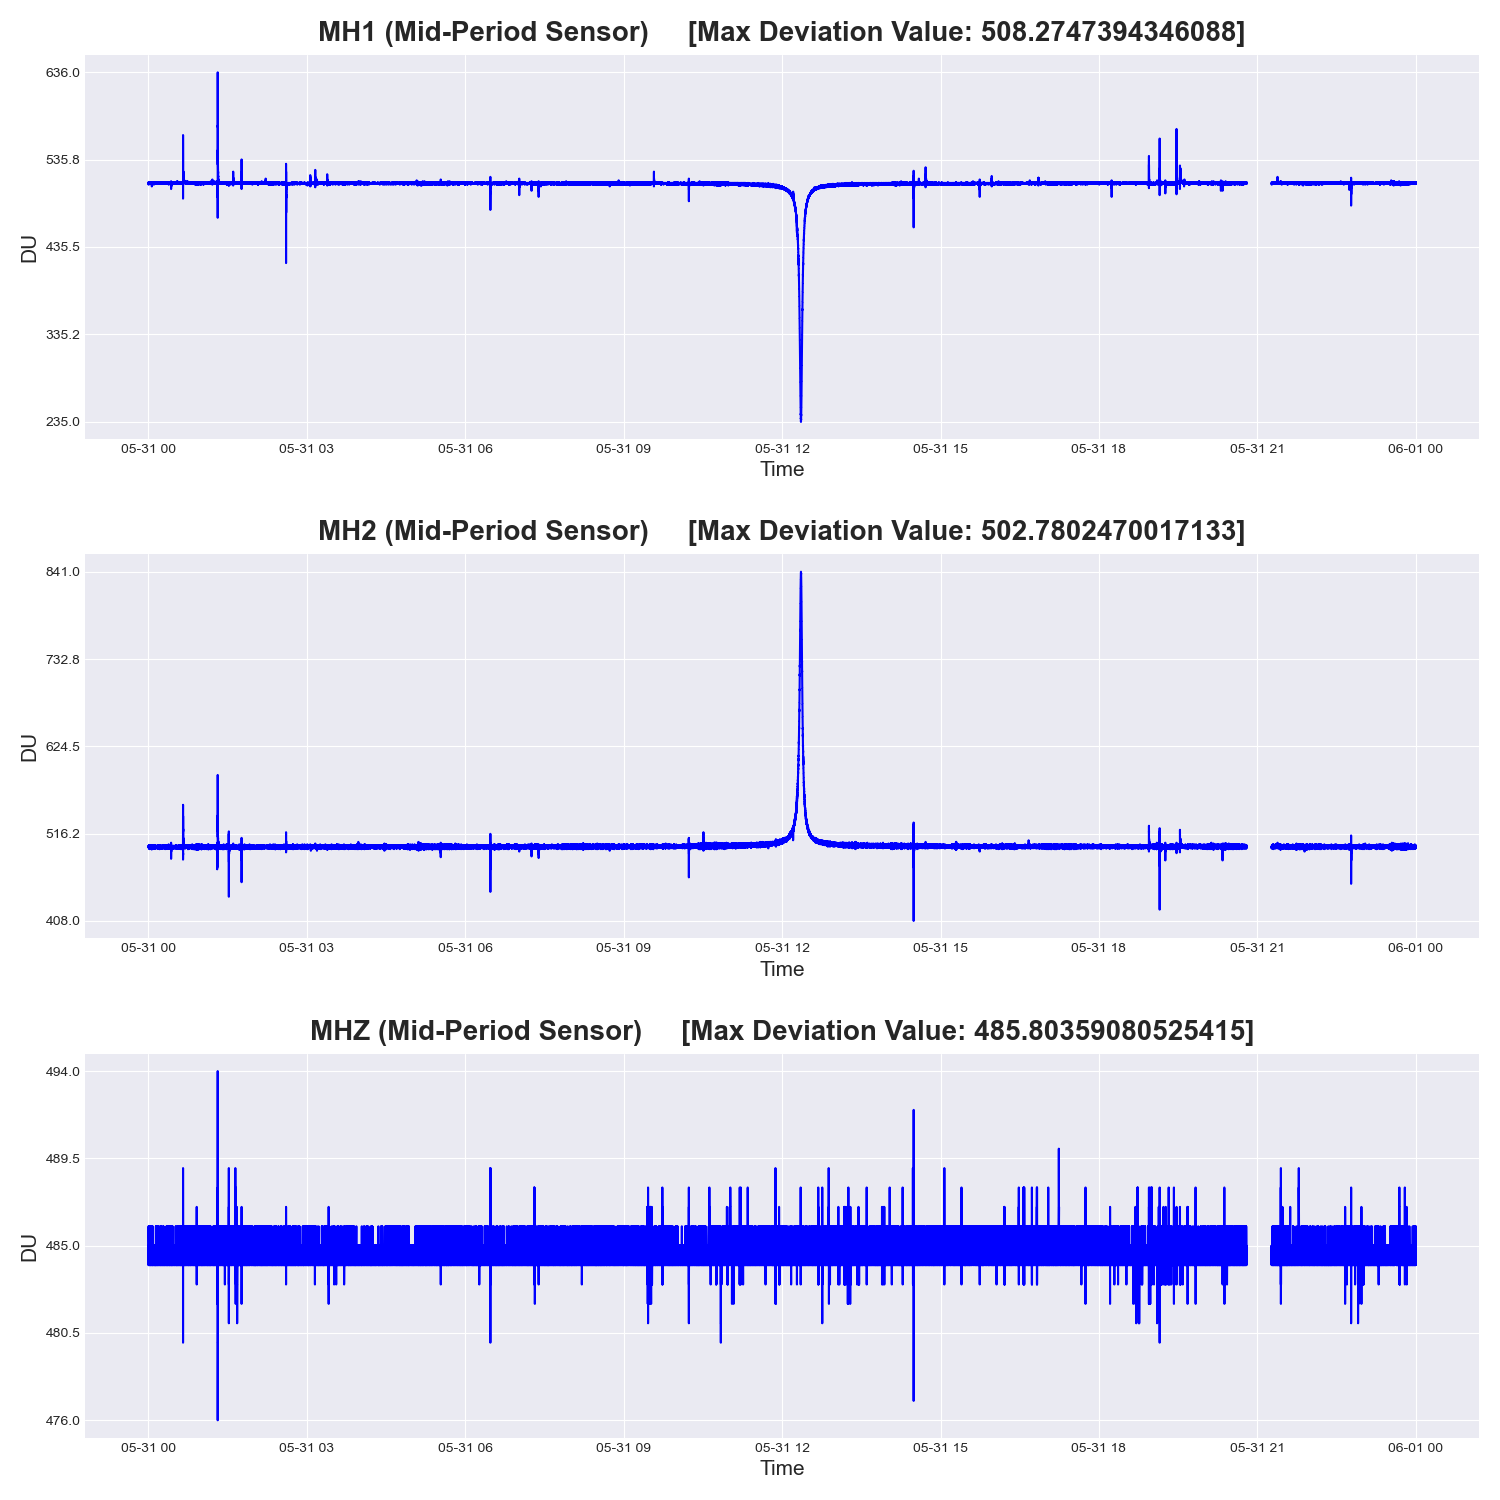 MH1 (Mid-Period Sensor) [Max Deviation Value: 508.2747394346088]
636.0
535.8
435.5
335.2
235.0
DU
05-31 00 05-31 03 05-31 06 05-31 09 05-31 12 05-31 15 05-31 18 05-31 21 06-01 00
Time
MH2 (Mid-Period Sensor) [Max Deviation Value: 502.7802470017133]
841.0
732.8
624.5
516.2
408.0
DU
05-31 00 05-31 03 05-31 06 05-31 09 05-31 12 05-31 15 05-31 18 05-31 21 06-01 00
Time
MHZ (Mid-Period Sensor) [Max Deviation Value: 485.80359080525415]
494.0
489.5
485.0
480.5
476.0
DU
05-31 00 05-31 03 05-31 06 05-31 09 05-31 12 05-31 15 05-31 18 05-31 21 06-01 00
Time